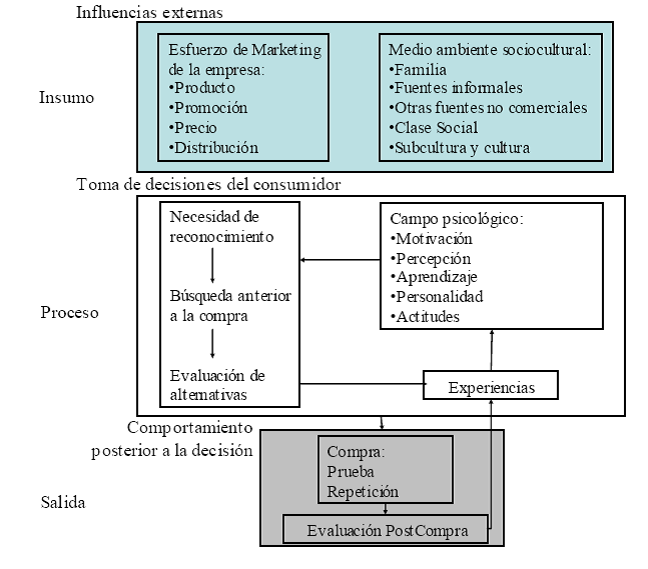 Influencias externas
Insumo
Esfuerzo de Marketing
de la empresa:
•Producto
•Promoción
•Precio
•Distribución
Medio ambiente sociocultural:
•Familia
•Fuentes informales
•Otras fuentes no comerciales
•Clase Social
•Subcultura y cultura
Toma de decisiones del consumidor
Proceso
Necesidad de
reconocimiento
Búsqueda anterior
a la compra
Evaluación de
alternativas
Campo psicológico:
•Motivación
•Percepción
•Aprendizaje
•Personalidad
•Actitudes
Experiencias
Comportamiento
posterior a la decisión
Salida
Compra:
Prueba
Repetición
Evaluación PostCompra